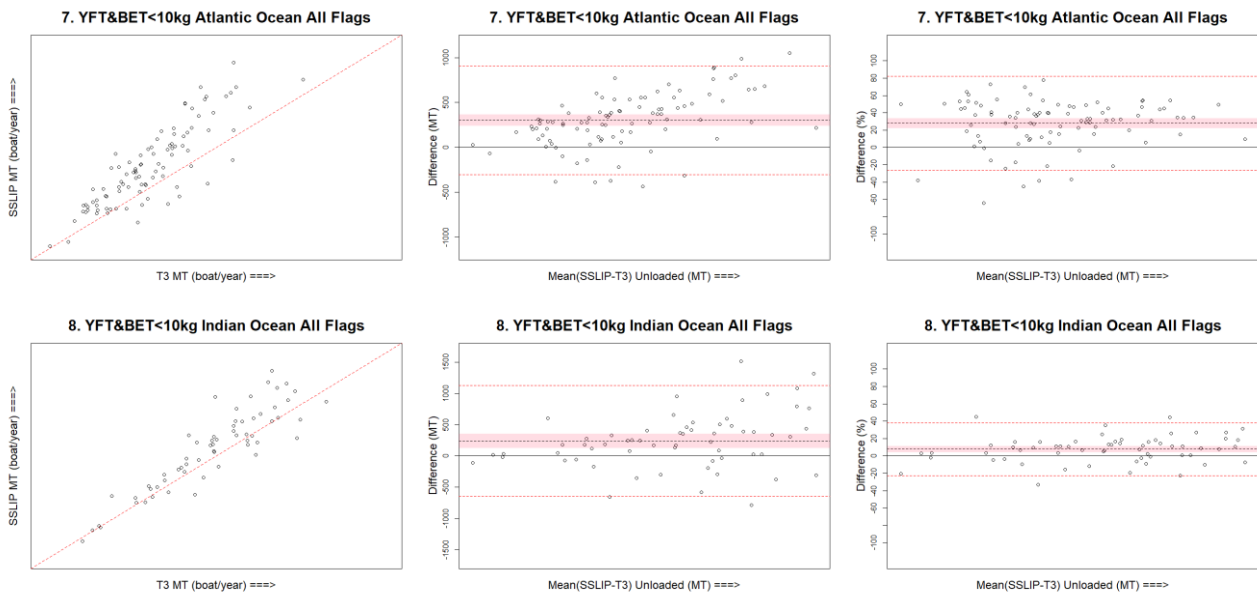 7. YFT&BET<10kg Atlantic Ocean All Flags
SSLIP MT (boat/year) ===>
T3 MT (boat/year) ===>
7. YFT&BET<10kg Atlantic Ocean All Flags
Difference (MT)
1000
500
0
-500
-1000
Mean(SSLIP-T3) Unloaded (MT) ===>
7. YFT&BET<10kg Atlantic Ocean All Flags
Difference (%)
100
80
60
40
20
0
-20
-40
-60
-100
Mean(SSLIP-T3) Unloaded (MT) ===>
8. YFT&BET<10kg Indian Ocean All Flags
SSLIP MT (boat/year) ===>
T3 MT (boat/year) ===>
8. YFT&BET<10kg Indian Ocean All Flags
Difference (MT)
1500
1000
500
0
-500
-1000
-1500
Mean(SSLIP-T3) Unloaded (MT) ===>
8. YFT&BET<10kg Indian Ocean All Flags
Difference (%)
100
80
60
40
20
0
-20
-40
-60
-100
Mean(SSLIP-T3) Unloaded (MT) ===>